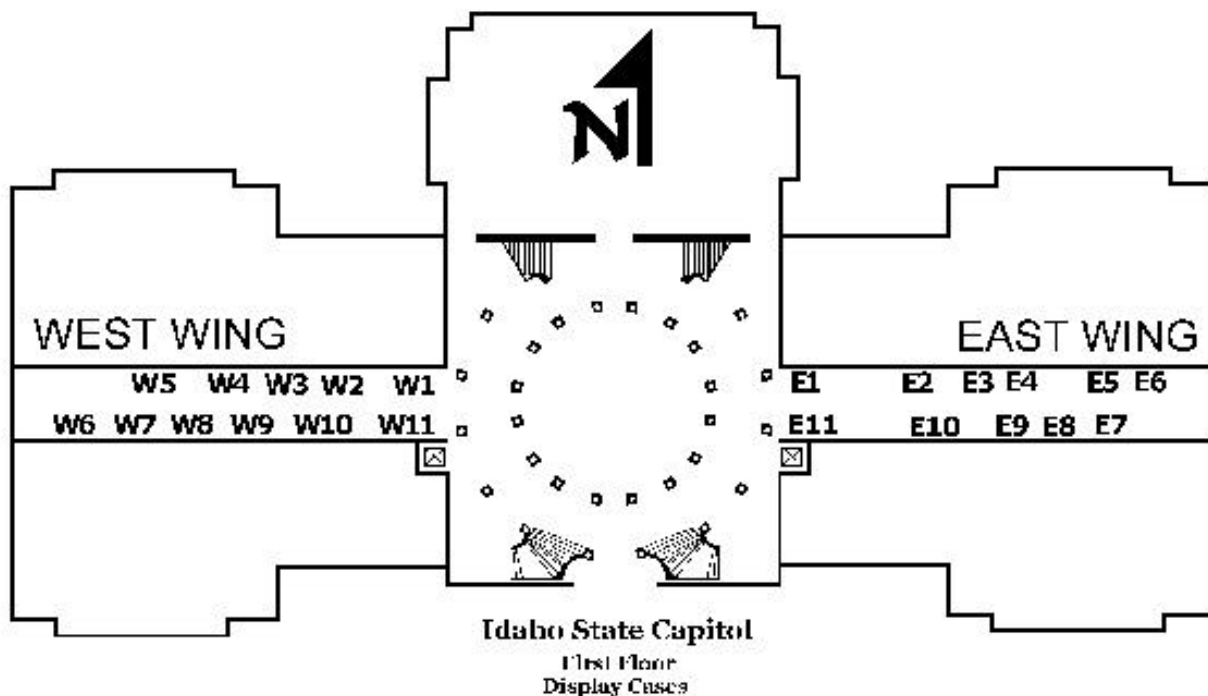 N
WEST WING
EAST WING
W5 W4 W3 W2 W1
E1 E2 E3 E4 E5 E6
W6 W7 W8 W9 W10 W11
E11 E10 E9 E8 E7
Idaho State Capitol
First Floor
Display Cases